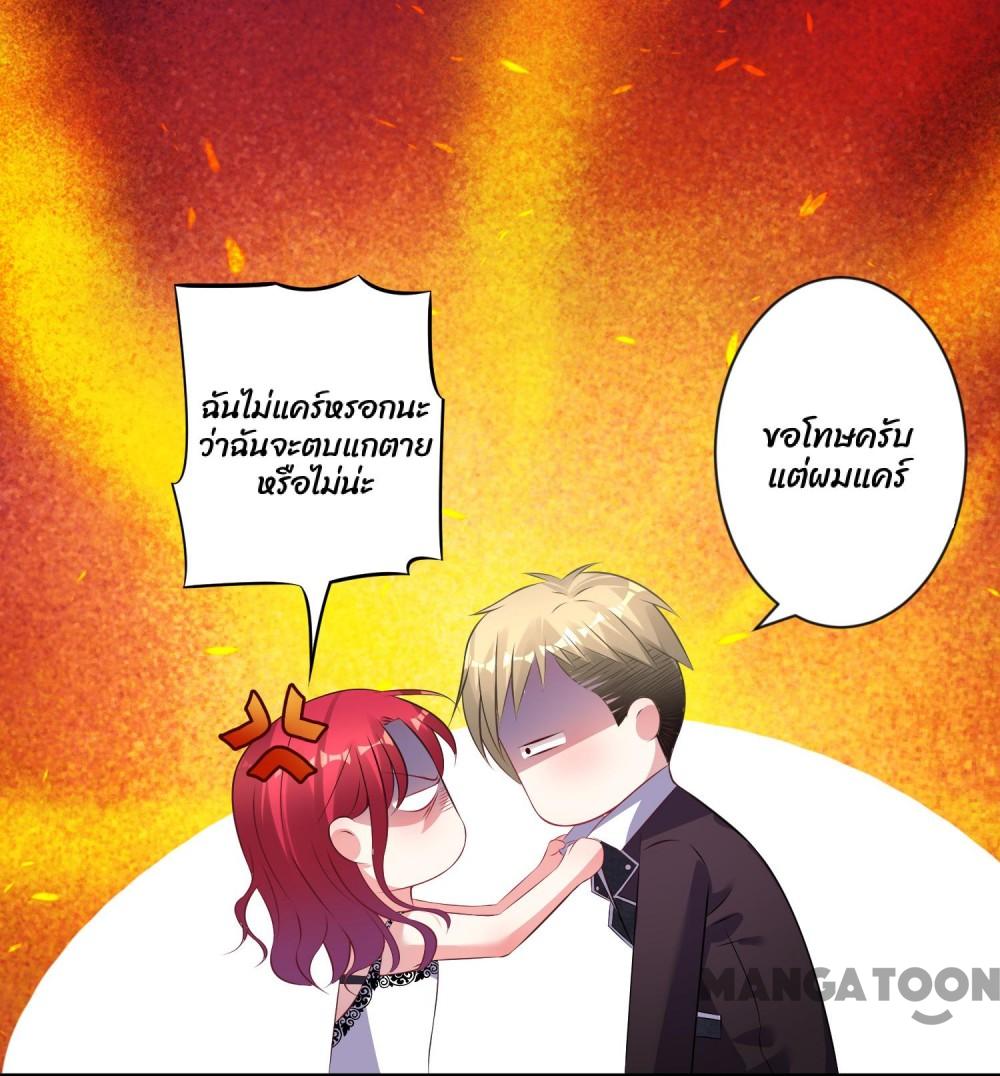 ฉันไม่แคร์หรอกนะ
ว่าฉันจะตบแกตาย
หรือไม่น่ะ
ขอโทษครับ
แต่ผมแคร์
MANGATOON